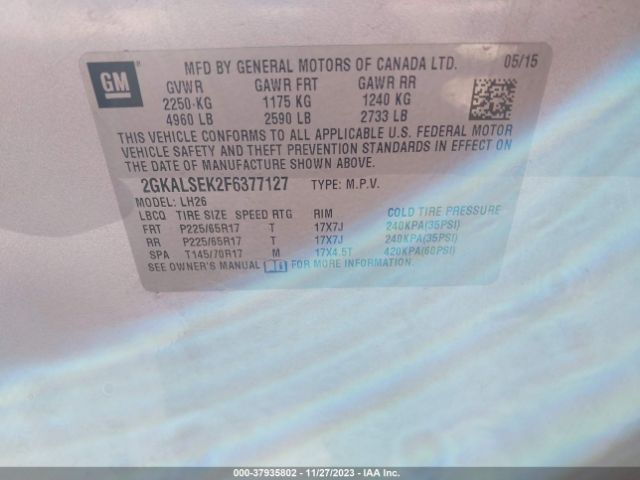 GM
MFD BY GENERAL MOTORS OF CANADA LTD. 05/15
GVWR GAWR FRT GAWR RR
2250 KG 1175 KG 1240 KG
4960 LB 2590 LB 2733 LB
THIS VEHICLE CONFORMS TO ALL APPLICABLE U.S. FEDERAL MOTOR
VEHICLE SAFETY AND THEFT PREVENTION STANDARDS IN EFFECT ON
THE DATE OF MANUFACTURE SHOWN ABOVE.
2GKALSEK2F6377127 TYPE: M.P.V.
MODEL: LH26
LBCQ TIRE SIZE SPEED RTG RIM COLD TIRE PRESSURE
FRT P225/65R17 T 17X7J 240KPA(35PSI)
RR P225/65R17 T 17X7J 240KPA(35PSI)
SPA T145/70R17 M 17X4.5T 420KPA(60PSI)
SEE OWNER'S MANUAL FOR MORE INFORMATION.
000-37935802 - 11/27/2023 - IAA Inc.